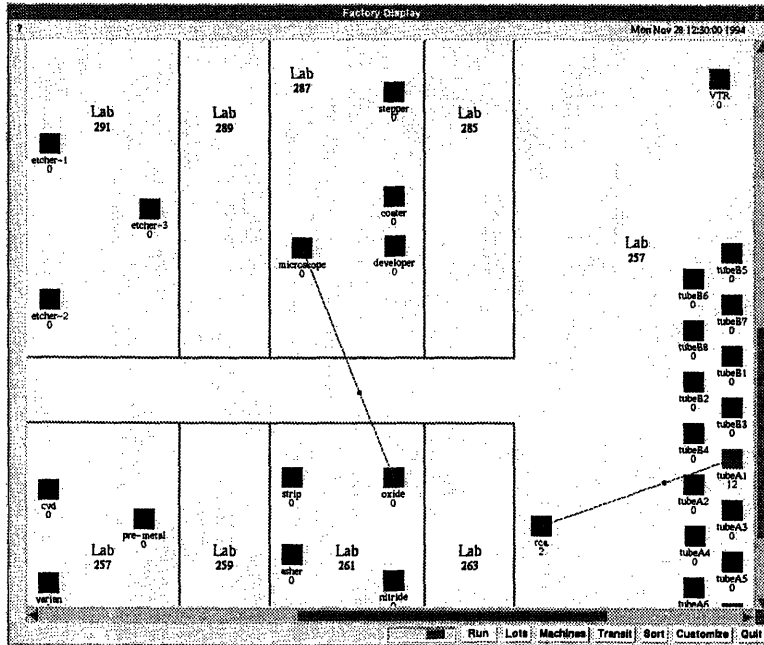 Factory Display
?
Mon Nov 28 12:30:00 1994
Lab
291
Lab
289
Lab
287
Lab
285
stepper
0
VTR
0
etcher-1
0
etcher-3
0
etcher-2
0
coater
0
microskope
0
developer
0
Lab
257
tubeB5
0
tubeB6
0
tubeB7
0
tubeB8
0
tubeB1
0
tubeB2
0
tubeB3
0
tubeB4
0
tubeA1
12
tubeA2
0
tubeA3
0
tubeA4
0
tubeA5
0
tubeA6
cvd
0
pre-metal
0
Lab
257
varian
Lab
259
strip
0
oxide
0
asher
0
Lab
261
nitride
0
Lab
263
rca
2
Run Lots Machines Transit Sort Customize Quit